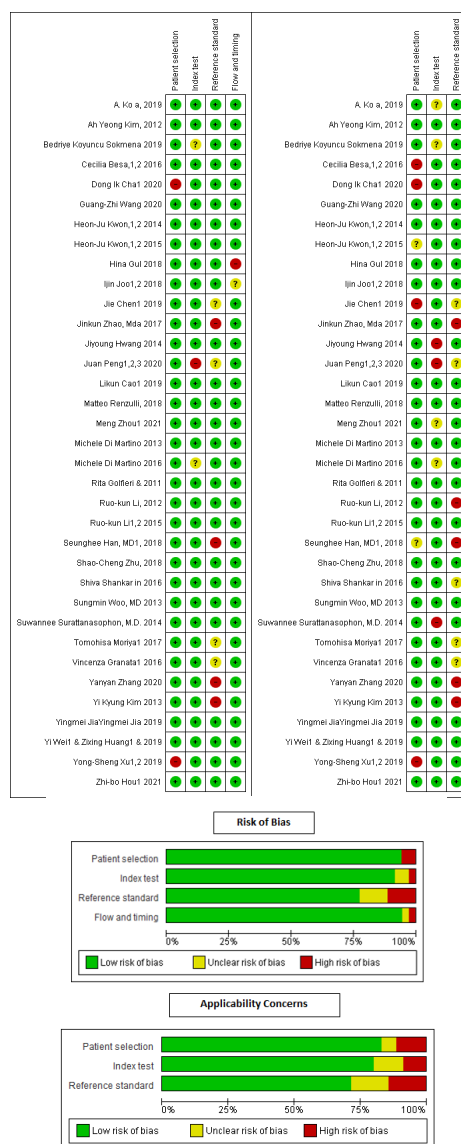 Patient selection
Index test
Reference standard
Flow and timing
Patient selection
Index test
Reference standard
A. Ko a, 2019
Ah Yeong Kim, 2012
Bedriye Koyuncu Sokmena 2019
Cecilia Besa,1,2 2016
Dong Ik Cha1 2020
Guang-Zhi Wang 2020
Heon-Ju Kwon,1,2 2014
Heon-Ju Kwon,1,2 2015
Hina Gul 2018
Ijin Joo1,2 2018
Jie Chen1 2019
Jinkun Zhao, Mda 2017
Jiyoung Hwang 2014
Juan Peng1,2,3 2020
Likun Cao1 2019
Matteo Renzulli, 2018
Meng Zhou1 2021
Michele Di Martino 2013
Michele Di Martino 2016
Rita Golfieri & 2011
Ruo-kun Li, 2012
Ruo-kun Li1,2 2015
Seunghee Han, MD1, 2018
Shao-Cheng Zhu, 2018
Shiva Shankar in 2016
Sungmin Woo, MD 2013
Suwannee Surattanasophon, M.D. 2014
Tomohisa Moriya1 2017
Vincenza Granata1 2016
Yanyan Zhang 2020
Yi Kyung Kim 2013
Yingmei JiaYingmei Jia 2019
Yi Wei1 & Zixing Huang1 & 2019
Yong-Sheng Xu1,2 2019
Zhi-bo Hou1 2021
A. Ko a, 2019
Ah Yeong Kim, 2012
Bedriye Koyuncu Sokmena 2019
Cecilia Besa,1,2 2016
Dong Ik Cha1 2020
Guang-Zhi Wang 2020
Heon-Ju Kwon,1,2 2014
Heon-Ju Kwon,1,2 2015
Hina Gul 2018
Ijin Joo1,2 2018
Jie Chen1 2019
Jinkun Zhao, Mda 2017
Jiyoung Hwang 2014
Juan Peng1,2,3 2020
Likun Cao1 2019
Matteo Renzulli, 2018
Meng Zhou1 2021
Michele Di Martino 2013
Michele Di Martino 2016
Rita Golfieri & 2011
Ruo-kun Li, 2012
Ruo-kun Li1,2 2015
Seunghee Han, MD1, 2018
Shao-Cheng Zhu, 2018
Shiva Shankar in 2016
Sungmin Woo, MD 2013
Suwannee Surattanasophon, M.D. 2014
Tomohisa Moriya1 2017
Vincenza Granata1 2016
Yanyan Zhang 2020
Yi Kyung Kim 2013
Yingmei JiaYingmei Jia 2019
Yi Wei1 & Zixing Huang1 & 2019
Yong-Sheng Xu1,2 2019
Zhi-bo Hou1 2021
Risk of Bias
Patient selection
Index test
Reference standard
Flow and timing
0% 25% 50% 75% 100%
Low risk of bias Unclear risk of bias High risk of bias
Applicability Concerns
Patient selection
Index test
Reference standard
0% 25% 50% 75% 100%
Low risk of bias Unclear risk of bias High risk of bias